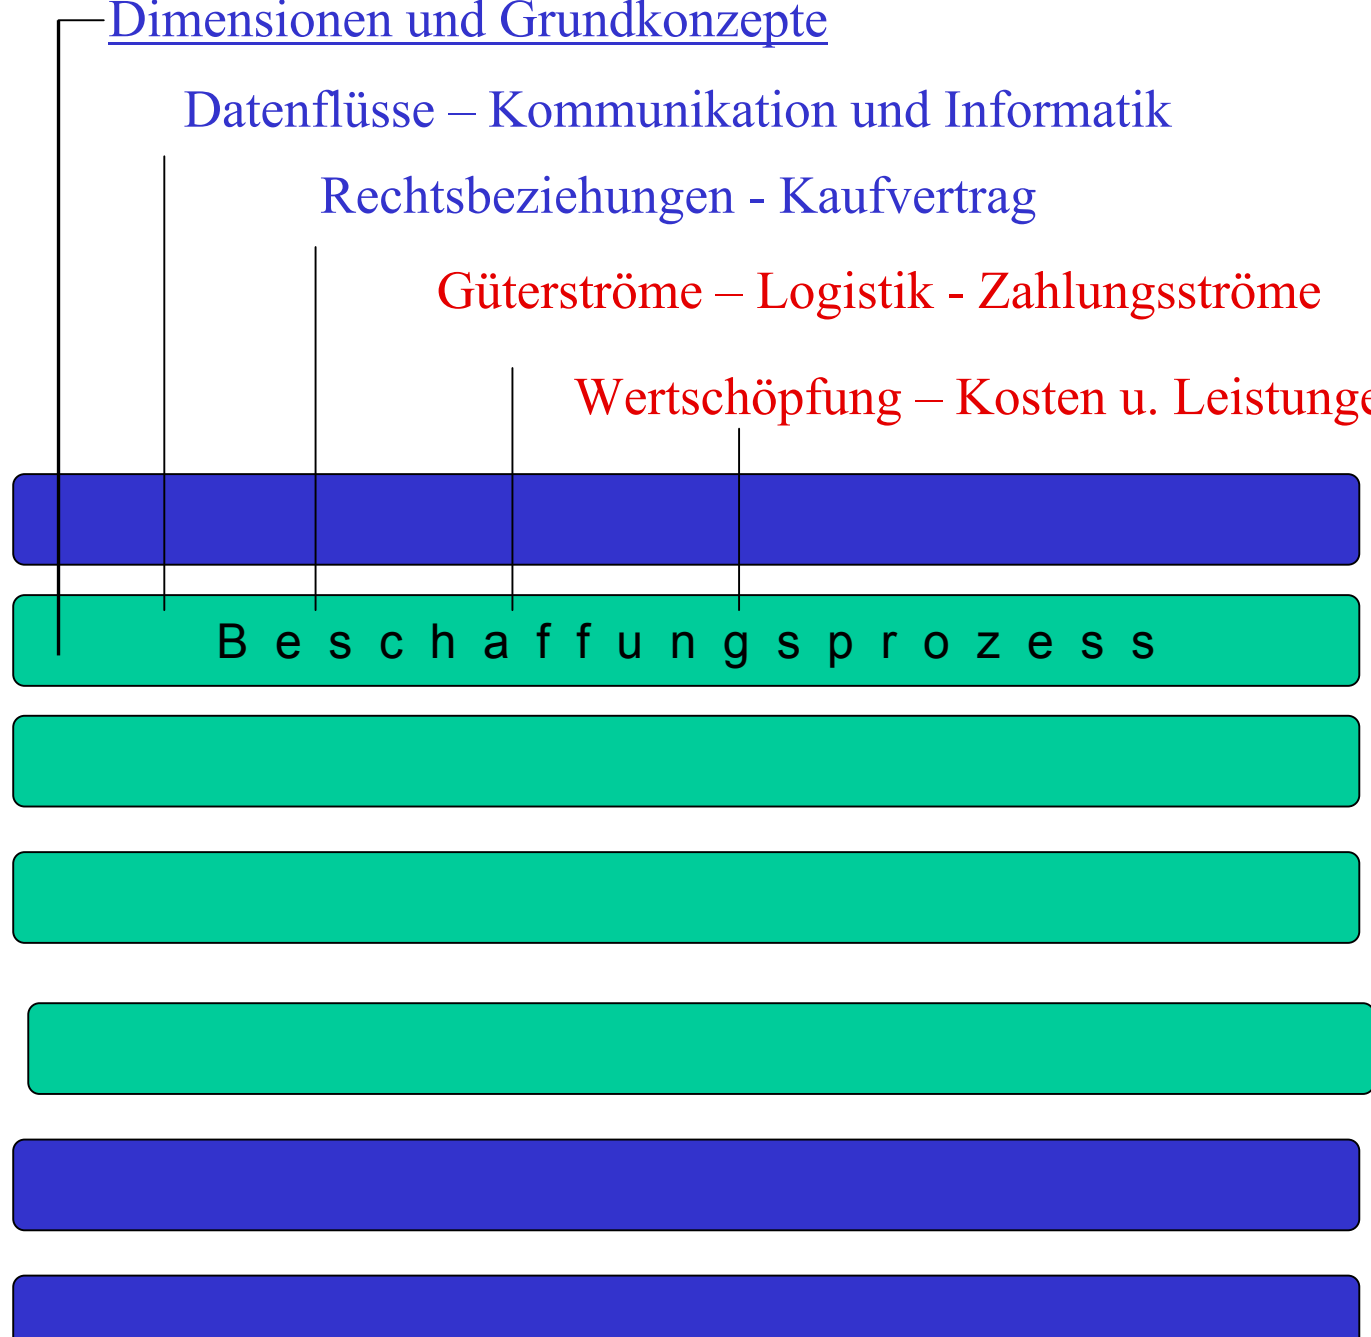 Dimensionen und Grundkonzepte
Datenflüsse – Kommunikation und Informatik
Rechtsbeziehungen - Kaufvertrag
Güterströme – Logistik - Zahlungsströme
Wertschöpfung – Kosten u. Leistunge
B e s c h a f f u n g s p r o z e s s